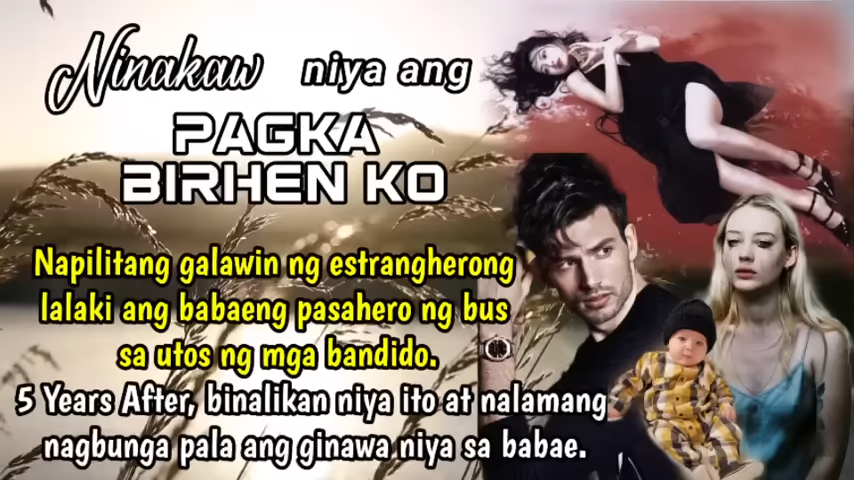 Ninakaw niya ang
PAGKA
BIRHEN KO
Napilitang galawin ng estrangherong
lalaki ang babaeng pasahero ng bus
sa utos ng mga bandido.
5 Years After, binalikan niya ito at nalamang
nagbunga pala ang ginawa niya sa babae.